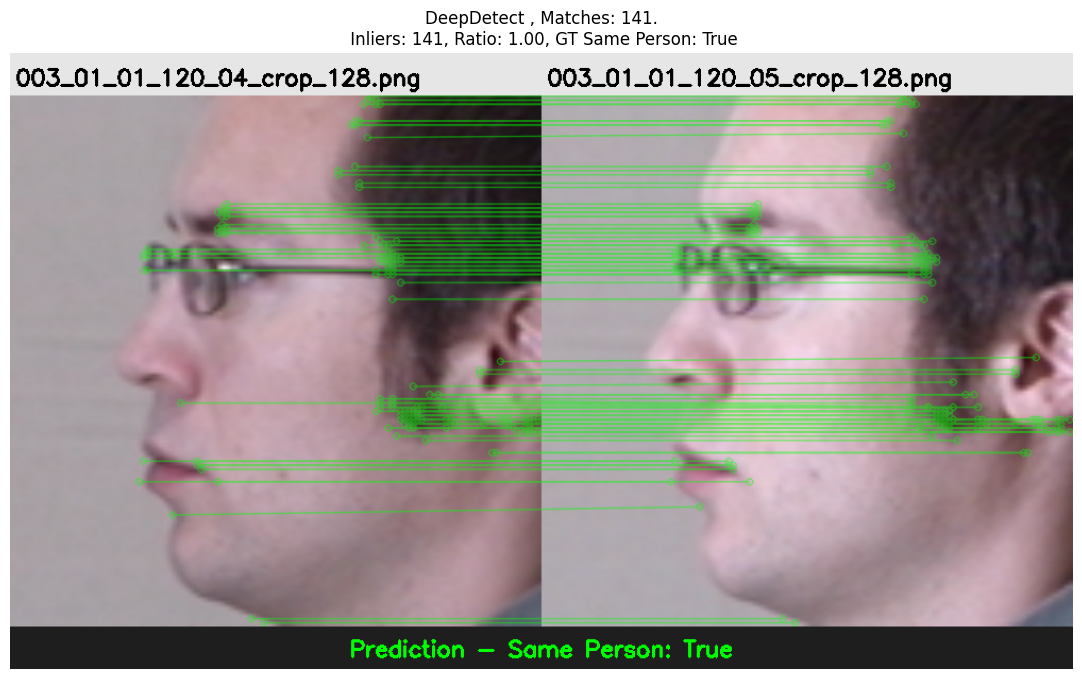 DeepDetect , Matches: 141.
Inliers: 141, Ratio: 1.00, GT Same Person: True
003_01_01_120_04_crop_128.png 003_01_01_120_05_crop_128.png
Prediction - Same Person: True